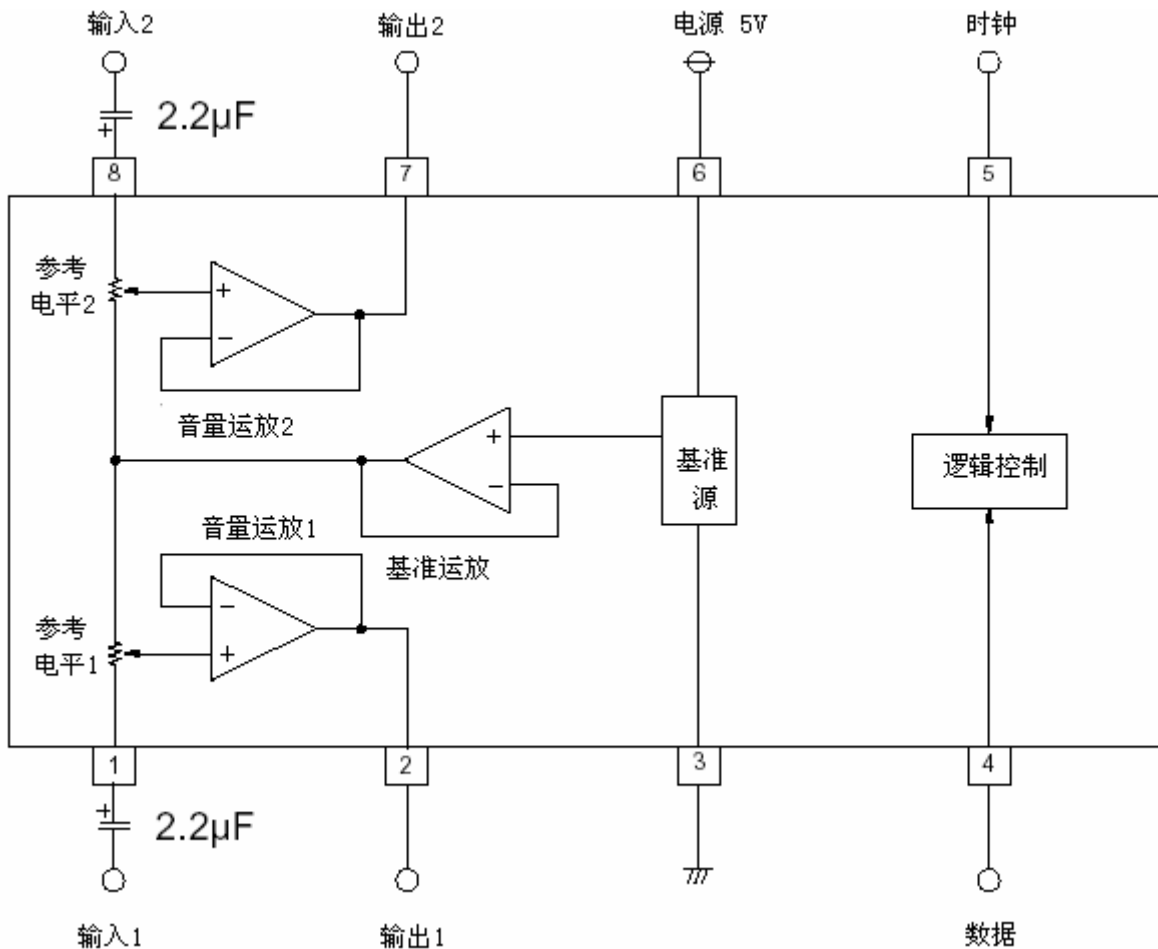 输入2
输出2
电源 5V
时钟
2.2µF
+
8
7
6
5
参考
电平2
+
−
音量运放2
+
−
基准
源
逻辑控制
音量运放1
基准运放
−
+
参考
电平1
1
2
3
4
+
2.2µF
输入1
输出1
数据